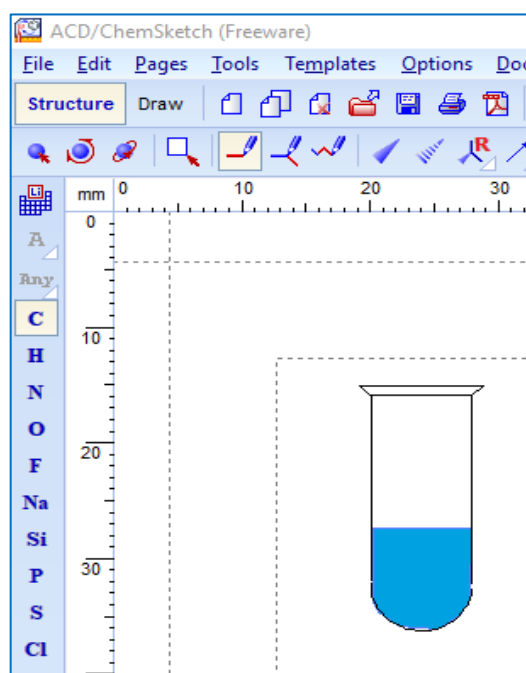 ACD/ChemSketch (Freeware)
File Edit Pages Tools Templates Options Doc
Structure Draw
R
Li
mm 0 10 20 30
0
A
Any
C
10
H
N
O
20
F
Na
Si
30
P
S
Cl